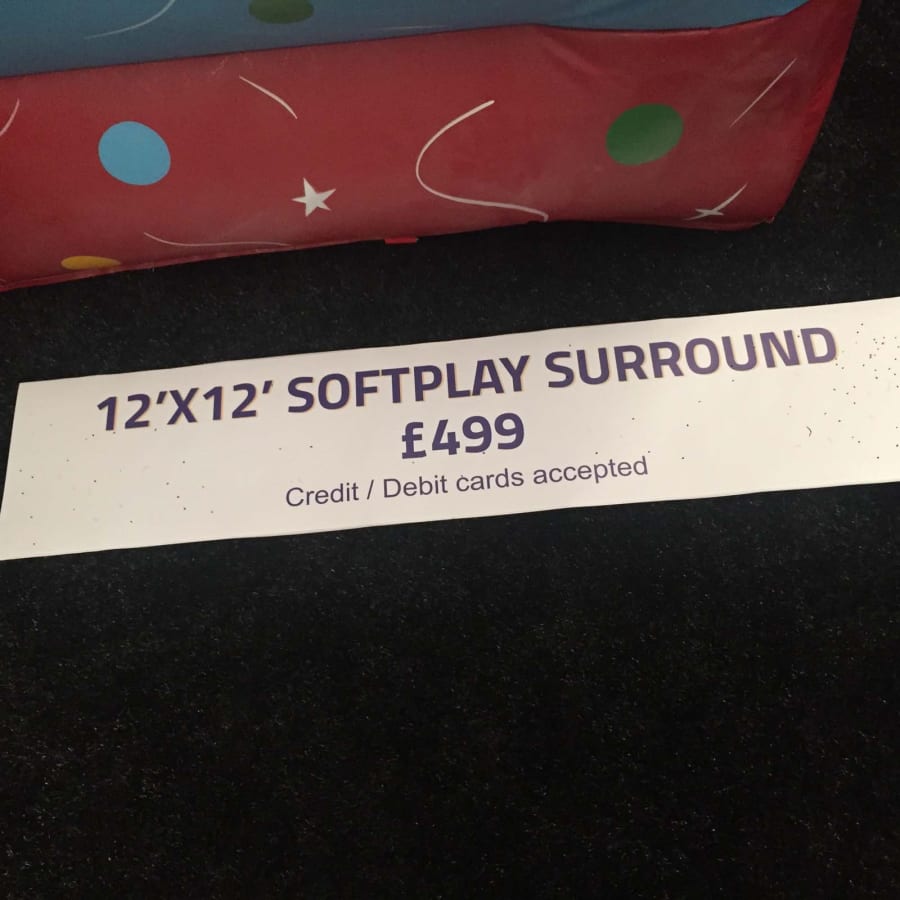 12'X12' SOFTPLAY SURROUND
£499
Credit / Debit cards accepted